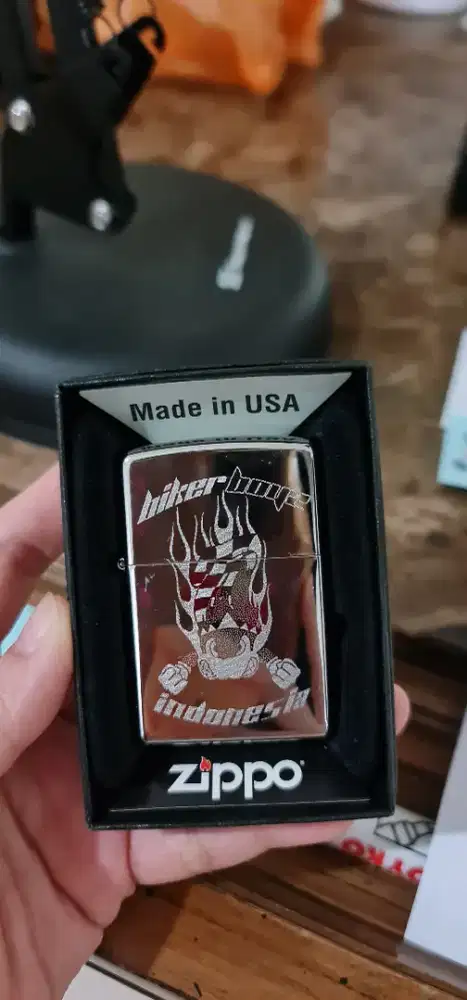 Made in USA
biker boyz
indonesia
zippo